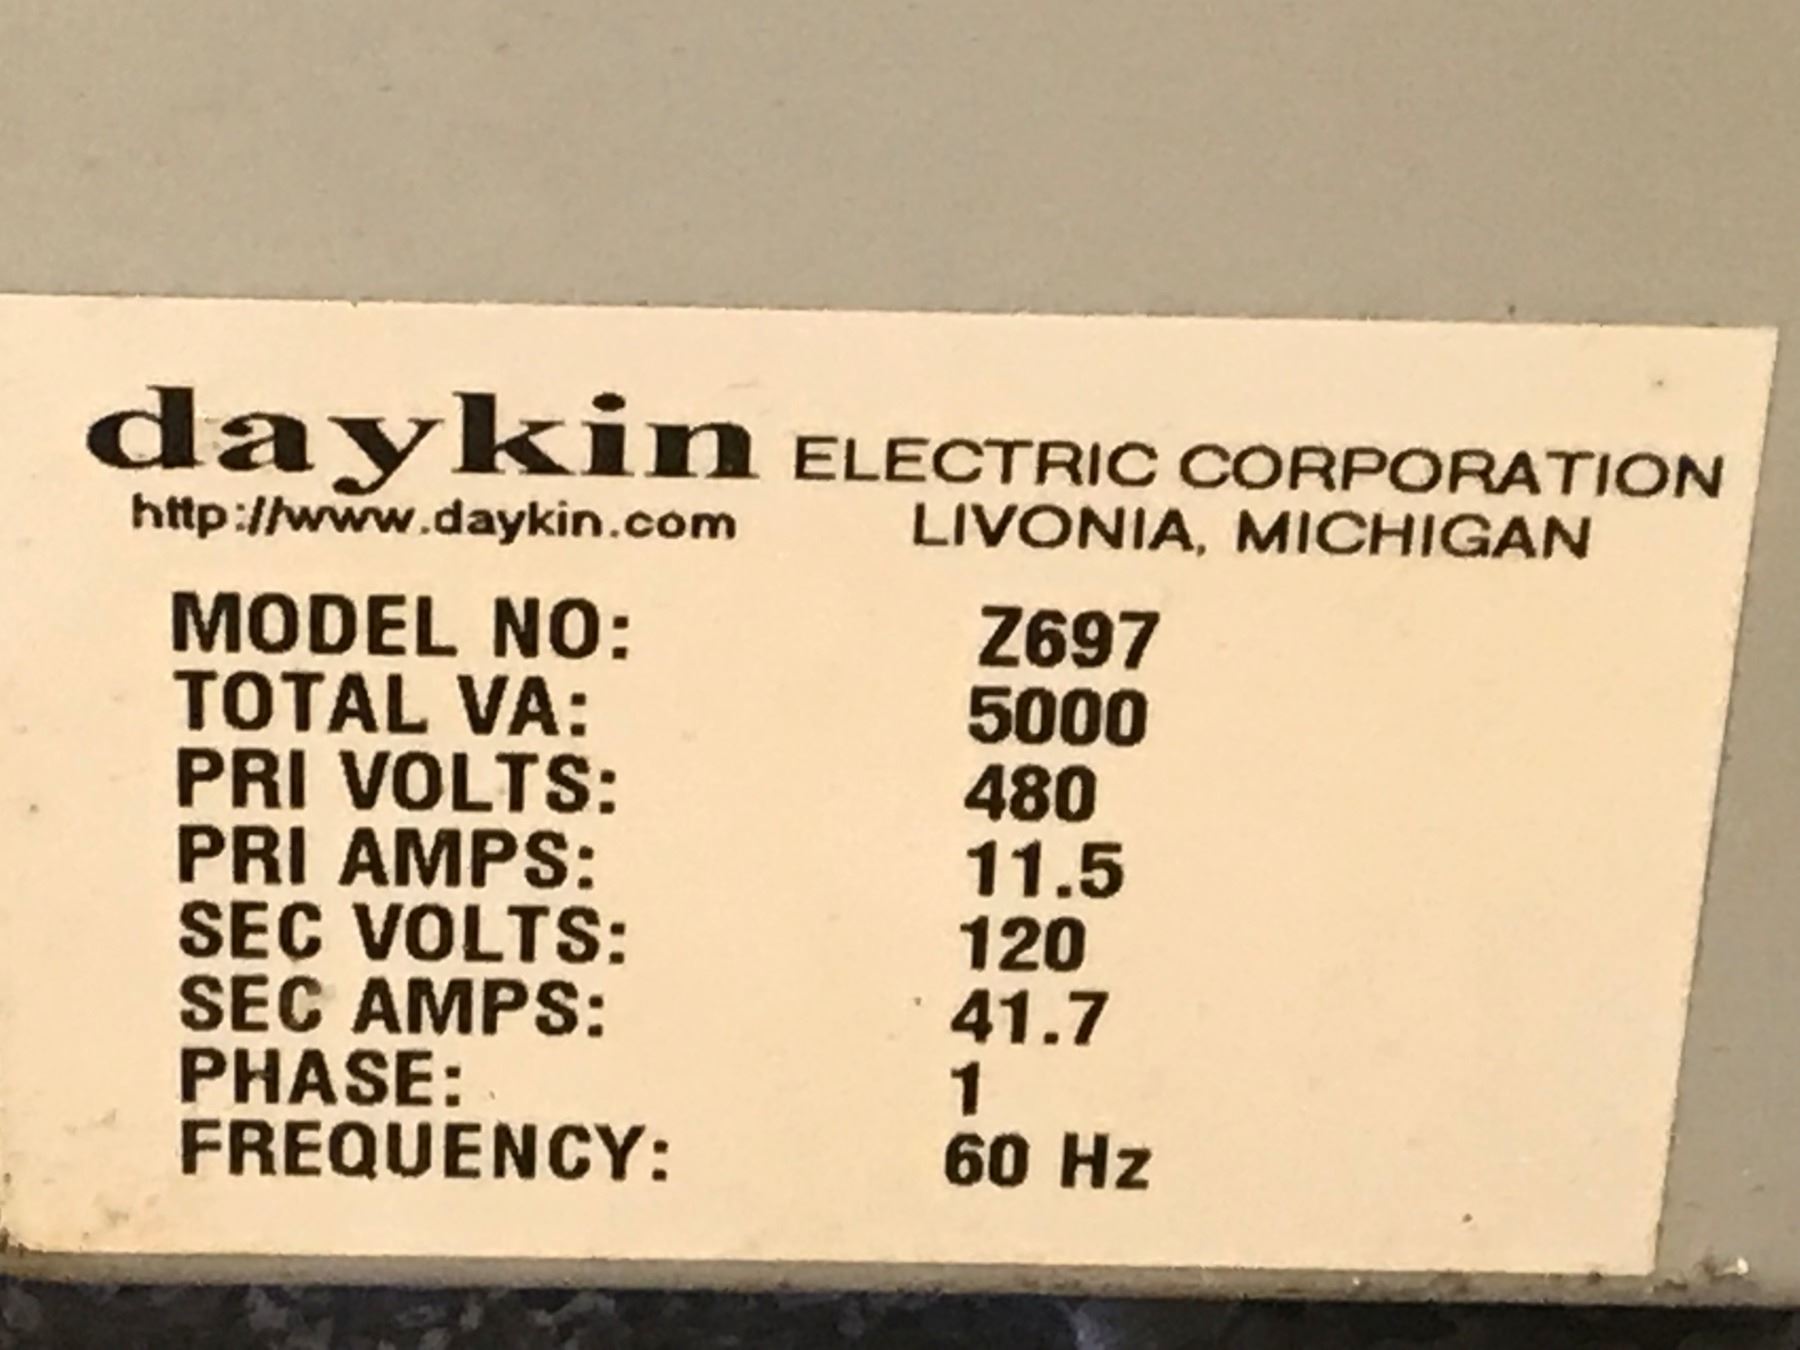 daykin ELECTRIC CORPORATION
http://www.daykin.com LIVONIA, MICHIGAN
MODEL NO: Z697
TOTAL VA: 5000
PRI VOLTS: 480
PRI AMPS: 11.5
SEC VOLTS: 120
SEC AMPS: 41.7
PHASE: 1
FREQUENCY: 60 Hz